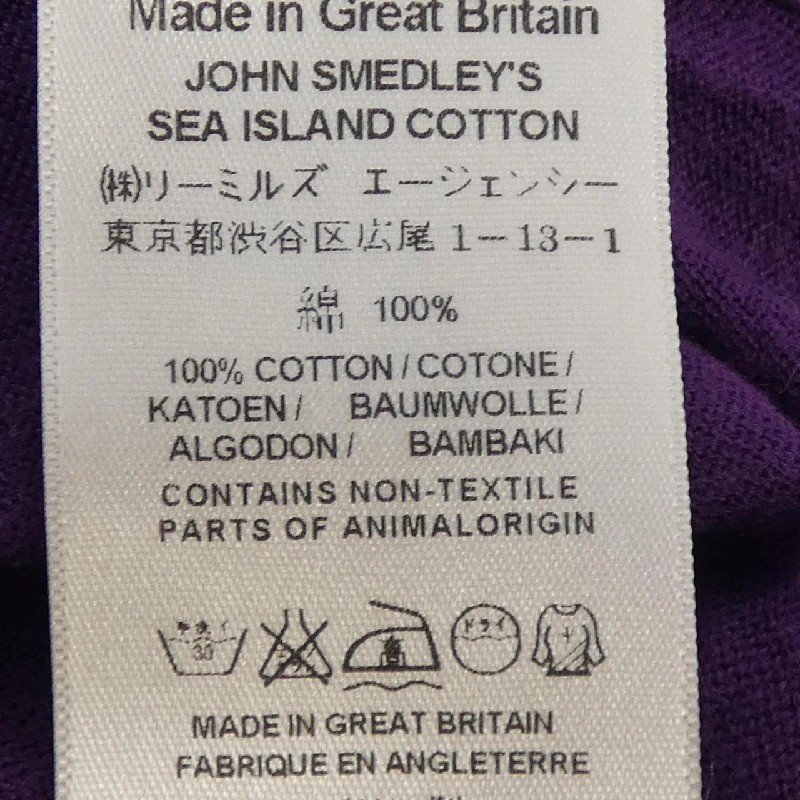 Made in Great Britain
JOHN SMEDLEY'S
SEA ISLAND COTTON
㈱リーミルズ エージェンシー
東京都渋谷区広尾 1-13-1
綿 100%
100% COTTON / COTONE /
KATOEN / BAUMWOLLE /
ALGODON / BAMBAKI
CONTAINS NON-TEXTILE
PARTS OF ANIMALORIGIN
手洗イ 30 ドライ
MADE IN GREAT BRITAIN
FABRIQUE EN ANGLETERRE